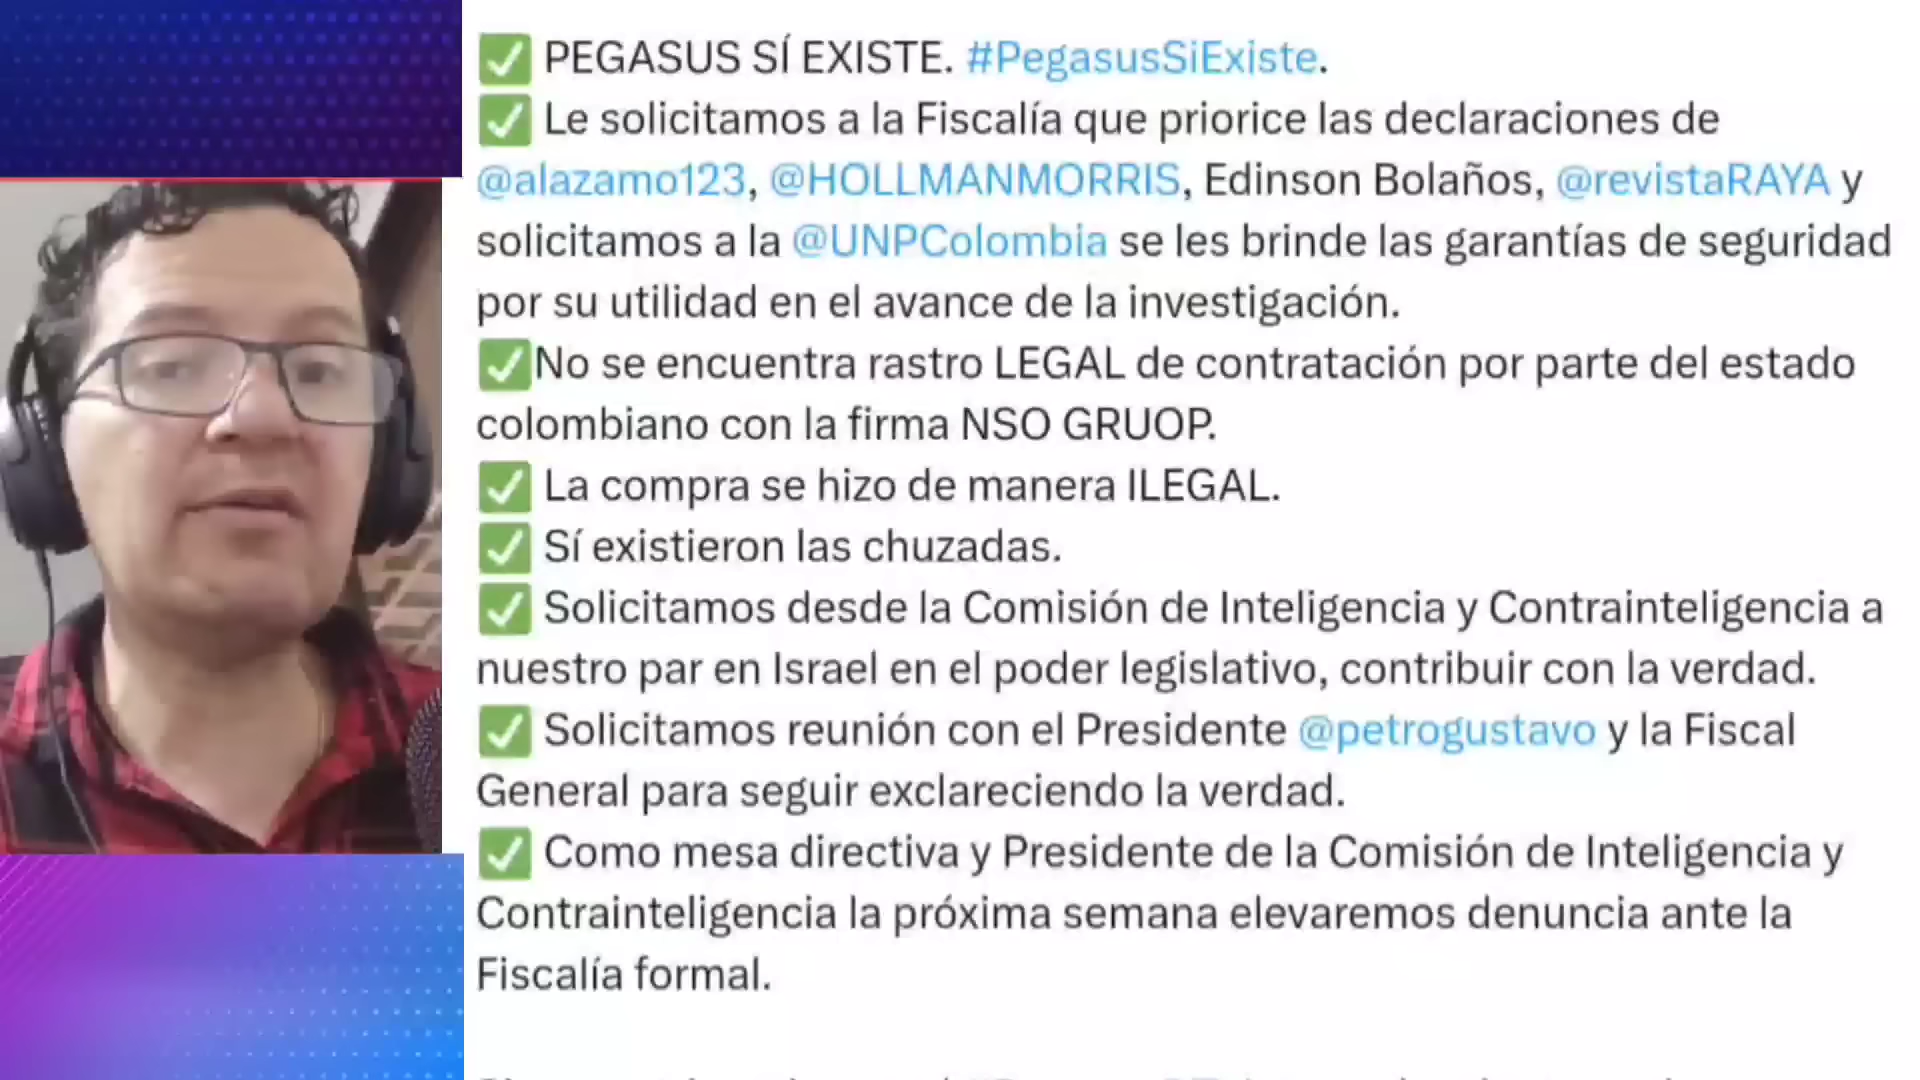 ✅ PEGASUS SÍ EXISTE. #PegasusSiExiste.
✅ Le solicitamos a la Fiscalía que priorice las declaraciones de
@alazamo123, @HOLLMANMORRIS, Edinson Bolaños, @revistaRAYA y
solicitamos a la @UNPColombia se les brinde las garantías de seguridad
por su utilidad en el avance de la investigación.
✅No se encuentra rastro LEGAL de contratación por parte del estado
colombiano con la firma NSO GRUOP.
✅ La compra se hizo de manera ILEGAL.
✅ Sí existieron las chuzadas.
✅ Solicitamos desde la Comisión de Inteligencia y Contrainteligencia a
nuestro par en Israel en el poder legislativo, contribuir con la verdad.
✅ Solicitamos reunión con el Presidente @petrogustavo y la Fiscal
General para seguir exclareciendo la verdad.
✅ Como mesa directiva y Presidente de la Comisión de Inteligencia y
Contrainteligencia la próxima semana elevaremos denuncia ante la
Fiscalía formal.